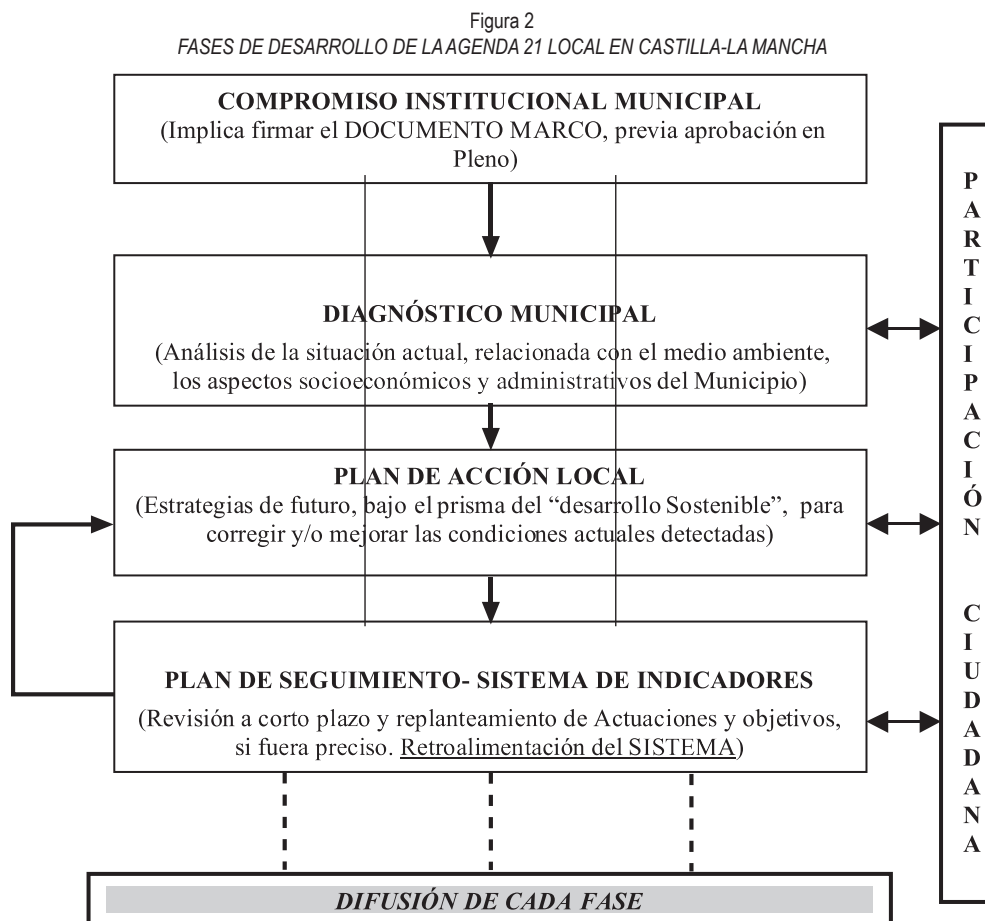 Figura 2
FASES DE DESARROLLO DE LA AGENDA 21 LOCAL EN CASTILLA-LA MANCHA
COMPROMISO INSTITUCIONAL MUNICIPAL
(Implica firmar el DOCUMENTO MARCO, previa aprobación en
Pleno)
DIAGNÓSTICO MUNICIPAL
(Análisis de la situación actual, relacionada con el medio ambiente,
los aspectos socioeconómicos y administrativos del Municipio)
PLAN DE ACCIÓN LOCAL
(Estrategias de futuro, bajo el prisma del “desarrollo Sostenible”, para
corregir y/o mejorar las condiciones actuales detectadas)
PLAN DE SEGUIMIENTO- SISTEMA DE INDICADORES
(Revisión a corto plazo y replanteamiento de Actuaciones y objetivos,
si fuera preciso. Retroalimentación del SISTEMA)
DIFUSIÓN DE CADA FASE
PARTICIPACIÓN CIUDADANA